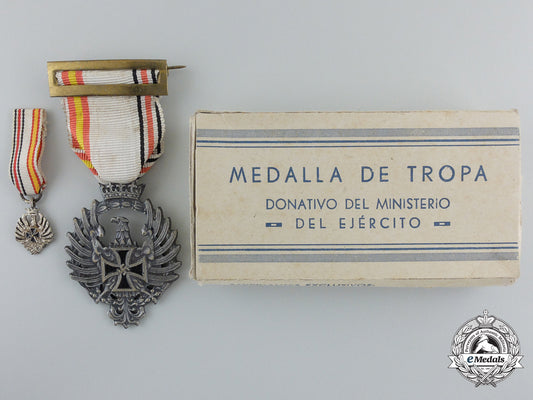 MEDALLA DE TROPA
DONATIVO DEL MINISTERIO
DEL EJÉRCITO
eMedals